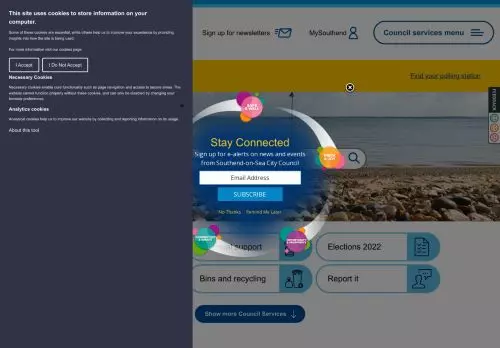 This site uses cookies to store information on your
computer.
Some of these cookies are essential, while others help us to improve your experience by providing
insights into how the site is being used.
For more information visit our cookies page
I Accept
I Do Not Accept
Necessary Cookies
Necessary cookies enable core functionality such as page navigation and access to secure areas. The
website cannot function properly without these cookies, and can only be disabled by changing your
browser preferences.
Analytics cookies
Analytical cookies help us to improve our website by collecting and reporting information on its usage.
About this tool
Sign up for newsletters
MySouthend
Council services menu
Find your polling station
FEEDBACK
Stay Connected
Sign up for e-alerts on news and events
from Southend-on-Sea City Council
Email Address
SUBSCRIBE
No Thanks
Remind Me Later
support
Elections 2022
Bins and recycling
Report it
Show more Council Services